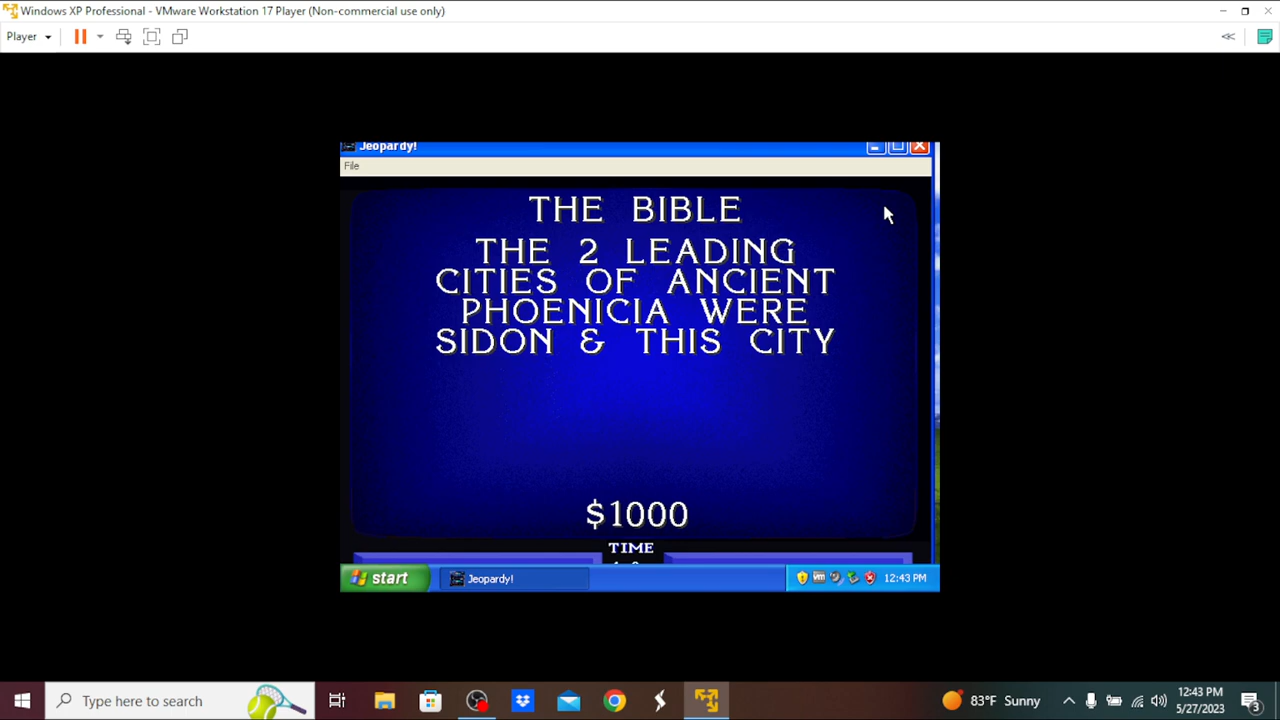 Windows XP Professional - VMware Workstation 17 Player (Non-commercial use only)
Player
Jeopardy!
File
THE BIBLE
THE 2 LEADING
CITIES OF ANCIENT
PHOENICIA WERE
SIDON & THIS CITY
$1000
TIME
start
Jeopardy!
vm
12:43 PM
Type here to search
83°F Sunny
12:43 PM
5/27/2023
3